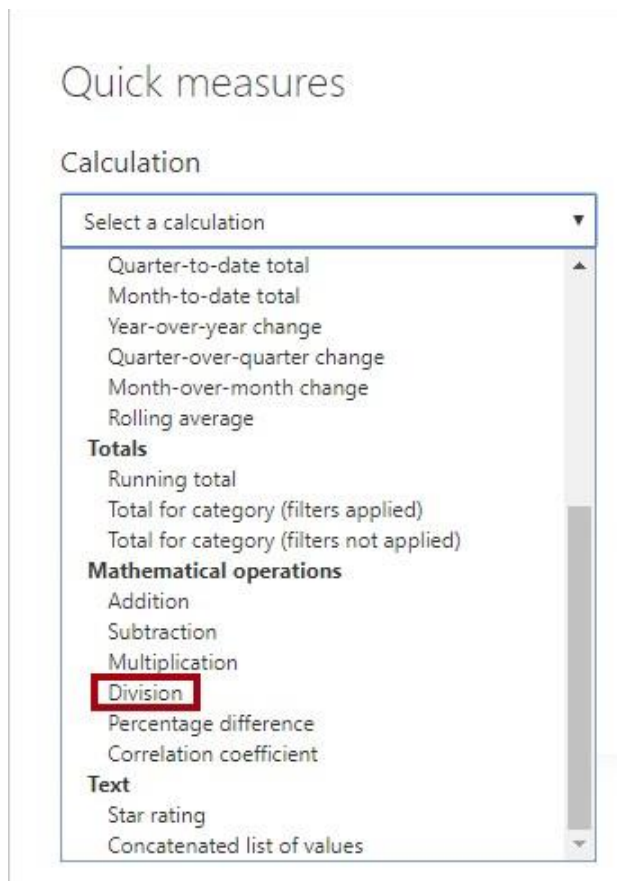 Quick measures
Calculation
Select a calculation
Quarter-to-date total
Month-to-date total
Year-over-year change
Quarter-over-quarter change
Month-over-month change
Rolling average
Totals
Running total
Total for category (filters applied)
Total for category (filters not applied)
Mathematical operations
Addition
Subtraction
Multiplication
Division
Percentage difference
Correlation coefficient
Text
Star rating
Concatenated list of values